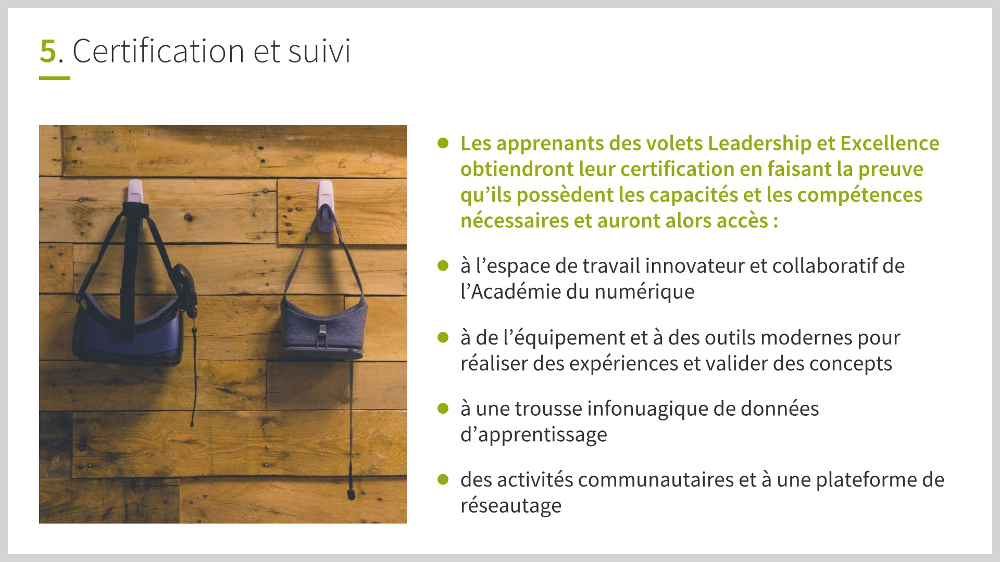 5. Certification et suivi
Les apprenants des volets Leadership et Excellence
obtiendront leur certification en faisant la preuve
qu’ils possèdent les capacités et les compétences
nécessaires et auront alors accès :
à l’espace de travail innovateur et collaboratif de
l’Académie du numérique
à de l’équipement et à des outils modernes pour
réaliser des expériences et valider des concepts
à une trousse infonuagique de données
d’apprentissage
des activités communautaires et à une plateforme de
réseautage